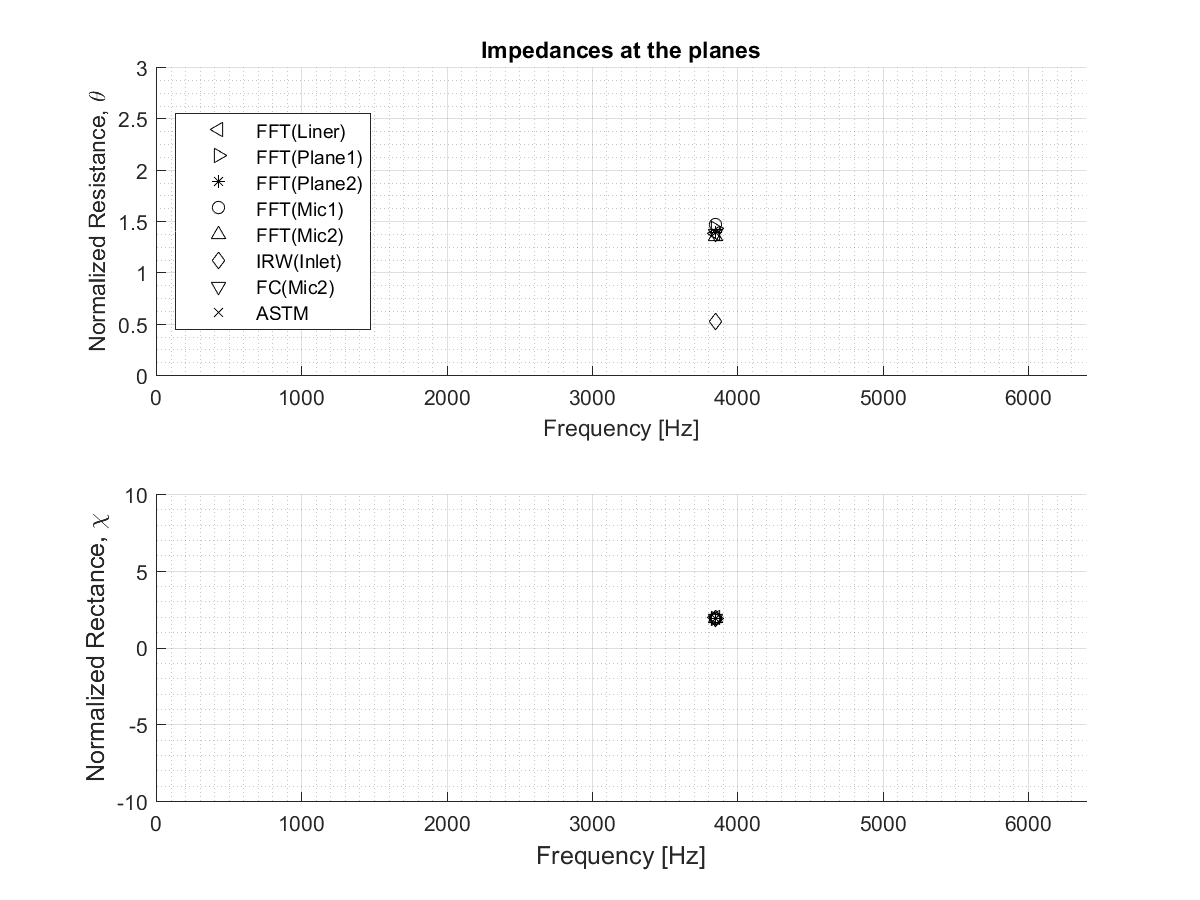 Impedances at the planes
Normalized Resistance, θ
3
2.5
2
1.5
1
0.5
0
FFT(Liner)
FFT(Plane1)
FFT(Plane2)
FFT(Mic1)
FFT(Mic2)
IRW(Inlet)
FC(Mic2)
ASTM
0 1000 2000 3000 4000 5000 6000
Frequency [Hz]
Normalized Rectance, χ
10
5
0
-5
-10
0 1000 2000 3000 4000 5000 6000
Frequency [Hz]